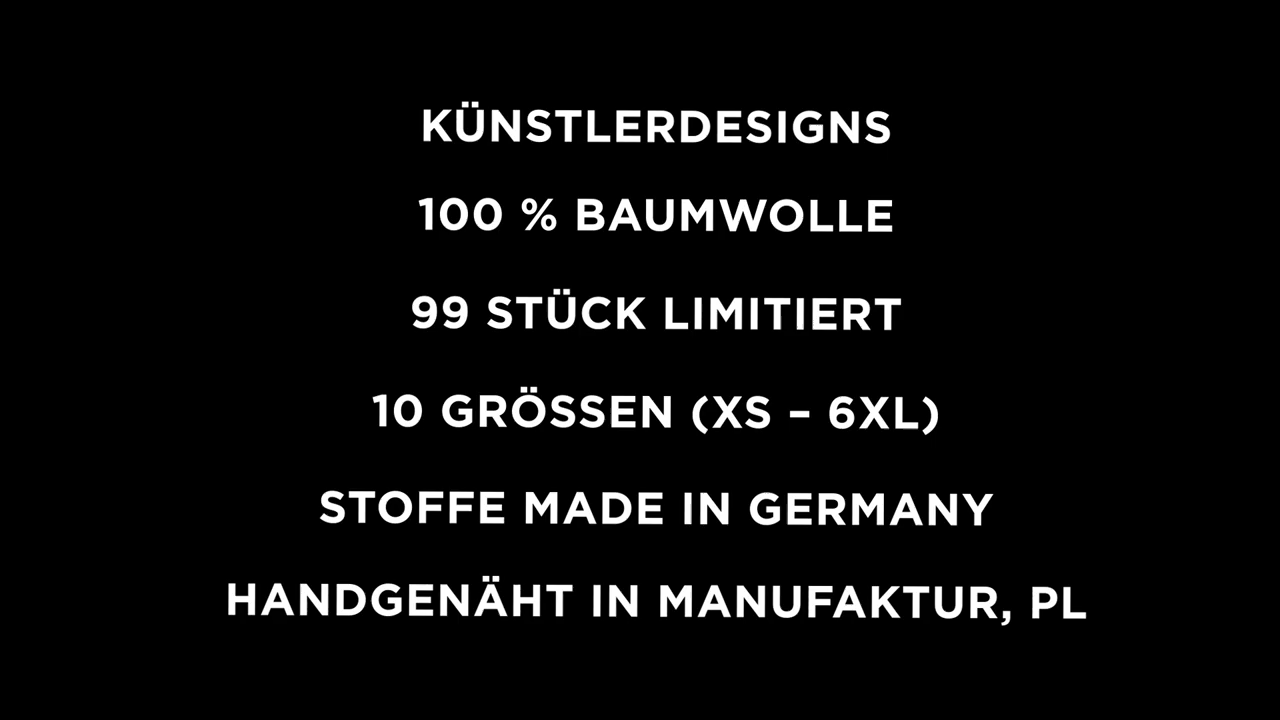 KÜNSTLERDESIGNS
100 % BAUMWOLLE
99 STÜCK LIMITIERT
10 GRÖSSEN (XS – 6XL)
STOFFE MADE IN GERMANY
HANDGENÄHT IN MANUFAKTUR, PL